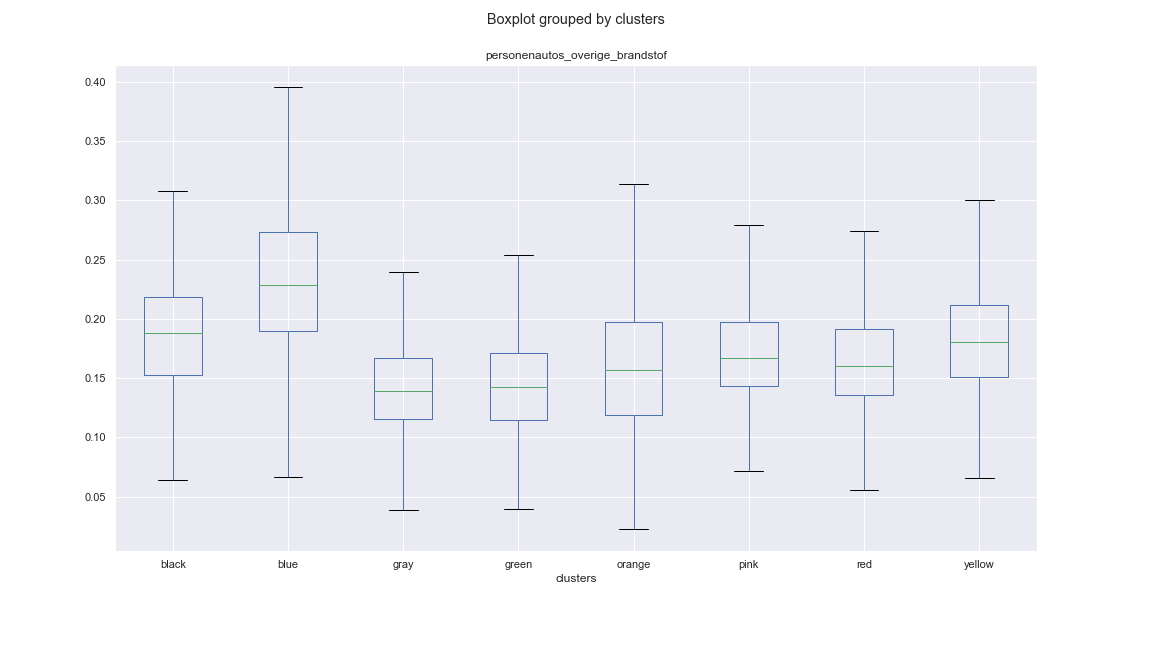 Boxplot grouped by clusters
personenautos_overige_brandstof
0.40
0.35
0.30
0.25
0.20
0.15
0.10
0.05
black blue gray green orange pink red yellow
clusters